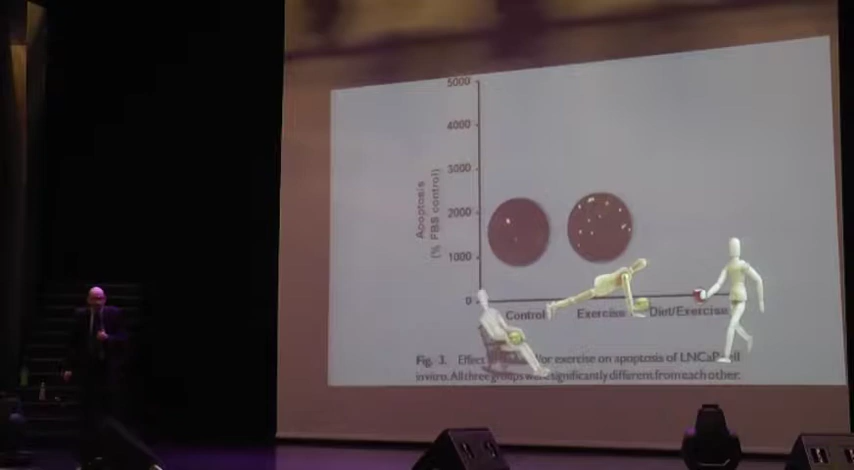 5000
4000
3000
2000
1000
0
Apoptosis
(% FBS control)
Control Exercise Diet/Exercise
Fig. 3. Effect /or exercise on apoptosis of LNCaP cell
in vitro. All three groups were significantly different from each other.